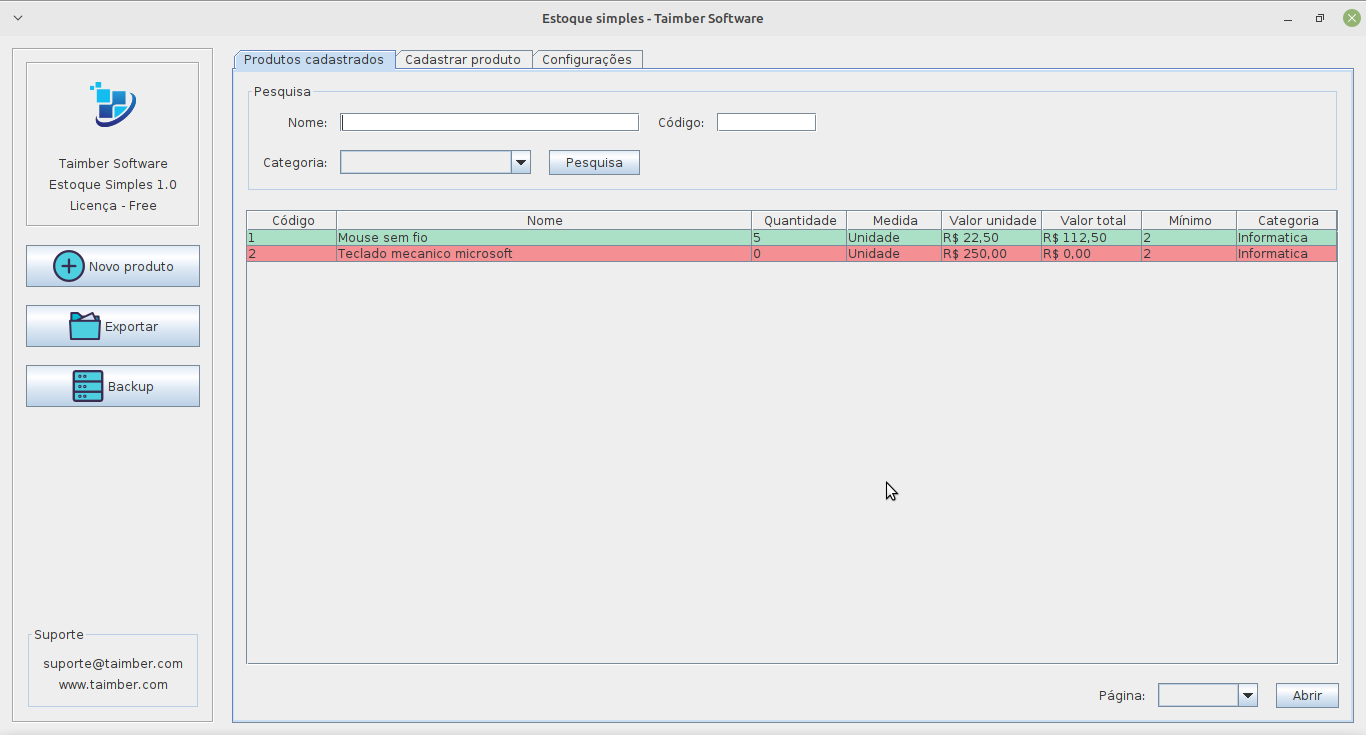 Estoque simples - Taimber Software
Taimber Software
Estoque Simples 1.0
Licença - Free
Novo produto
Exportar
Backup
Suporte
suporte@taimber.com
www.taimber.com
Produtos cadastrados Cadastrar produto Configurações
Pesquisa
Nome: Código:
Categoria: Pesquisa
Código Nome Quantidade Medida Valor unidade Valor total Mínimo Categoria
1 Mouse sem fio 5 Unidade R$ 22,50 R$ 112,50 2 Informatica
2 Teclado mecanico microsoft 0 Unidade R$ 250,00 R$ 0,00 2 Informatica
Página: Abrir